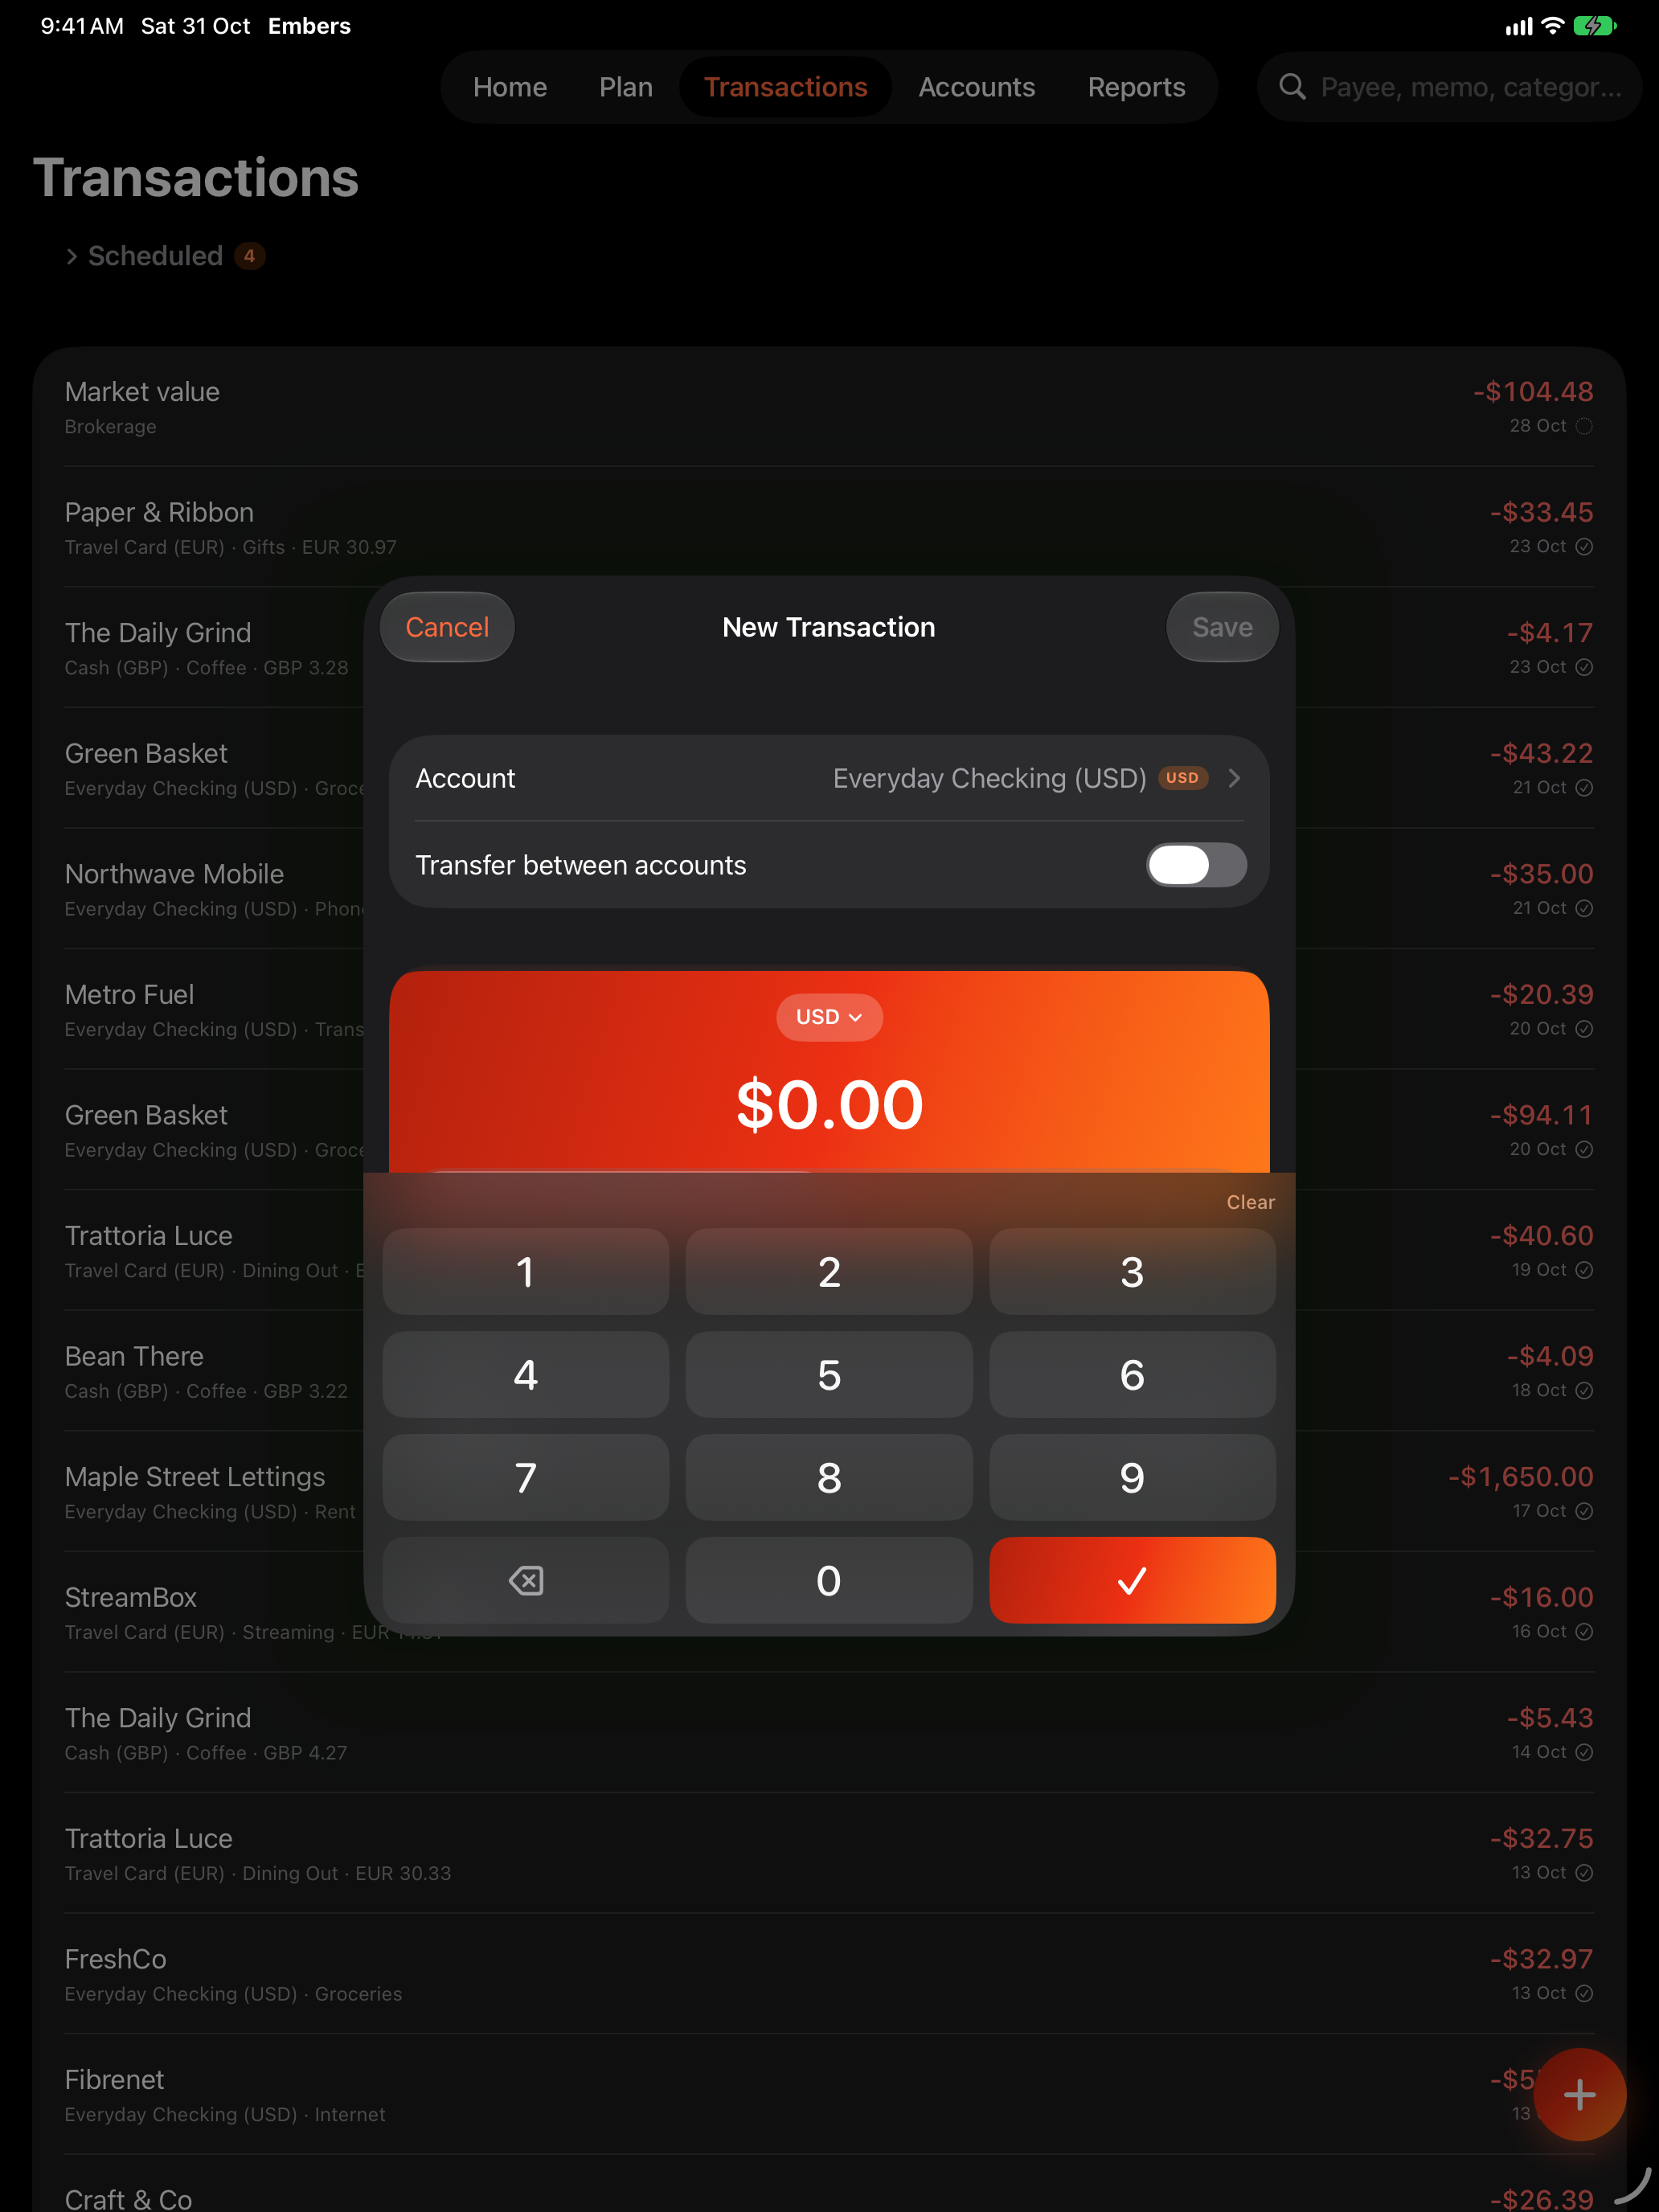 9:41 AM Sat 31 Oct Embers
Home Plan Transactions Accounts Reports
Payee, memo, categor...
Transactions
Scheduled 4
Market value -$104.48
Brokerage 28 Oct
Paper & Ribbon -$33.45
Travel Card (EUR) · Gifts · EUR 30.97 23 Oct
The Daily Grind -$4.17
Cash (GBP) · Coffee · GBP 3.28 23 Oct
Green Basket -$43.22
Everyday Checking (USD) · Groce 21 Oct
Northwave Mobile -$35.00
Everyday Checking (USD) · Phon 21 Oct
Metro Fuel -$20.39
Everyday Checking (USD) · Trans 20 Oct
Green Basket -$94.11
Everyday Checking (USD) · Groce 20 Oct
Trattoria Luce -$40.60
Travel Card (EUR) · Dining Out · E 19 Oct
Bean There -$4.09
Cash (GBP) · Coffee · GBP 3.22 18 Oct
Maple Street Lettings -$1,650.00
Everyday Checking (USD) · Rent 17 Oct
StreamBox -$16.00
Travel Card (EUR) · Streaming · EUR 16 Oct
The Daily Grind -$5.43
Cash (GBP) · Coffee · GBP 4.27 14 Oct
Trattoria Luce -$32.75
Travel Card (EUR) · Dining Out · EUR 30.33 13 Oct
FreshCo -$32.97
Everyday Checking (USD) · Groceries 13 Oct
Fibrenet -$5
Everyday Checking (USD) · Internet 13
Craft & Co -$26.39
Cancel New Transaction Save
Account Everyday Checking (USD) USD
Transfer between accounts
USD
$0.00
Clear
1 2 3
4 5 6
7 8 9
0